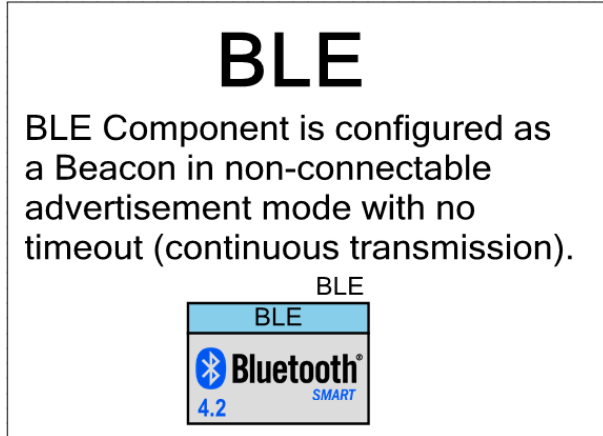 BLE
BLE Component is configured as
a Beacon in non-connectable
advertisement mode with no
timeout (continuous transmission).
BLE
BLE
Bluetooth®
SMART
4.2